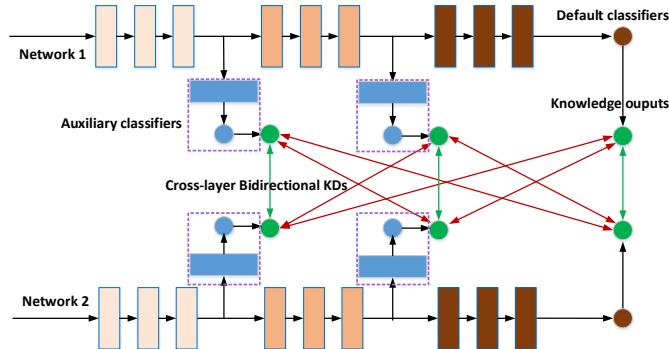 Default classifiers
Network 1
Knowledge ouputs
Auxiliary classifiers
Cross-layer Bidirectional KDs
Network 2